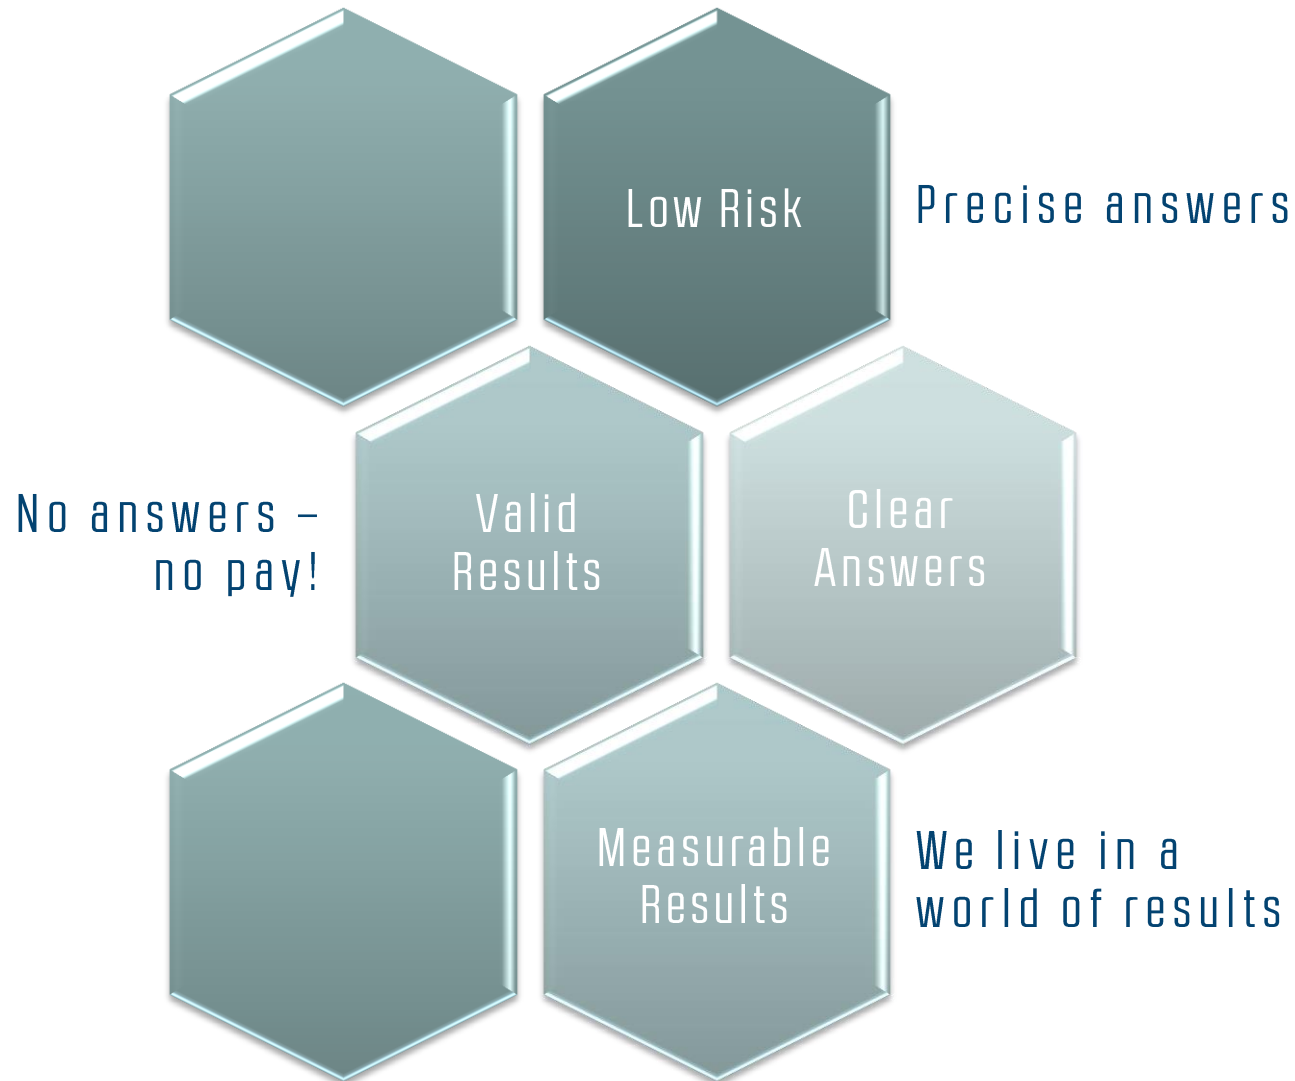 Low Risk
Precise answers
No answers –
no pay!
Valid
Results
Clear
Answers
Measurable
Results
We live in a
world of results